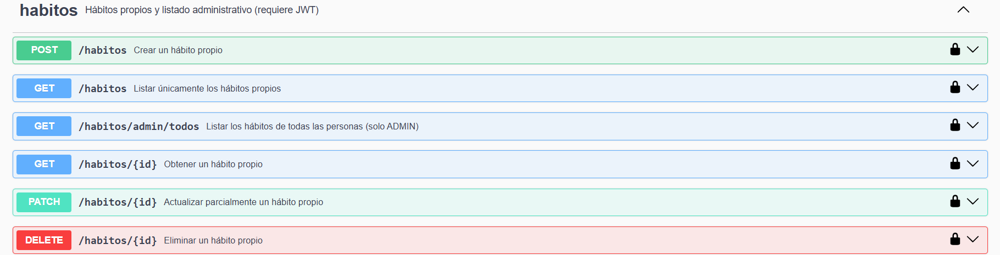 habitos Hábitos propios y listado administrativo (requiere JWT)
POST /habitos Crear un hábito propio
GET /habitos Listar únicamente los hábitos propios
GET /habitos/admin/todos Listar los hábitos de todas las personas (solo ADMIN)
GET /habitos/{id} Obtener un hábito propio
PATCH /habitos/{id} Actualizar parcialmente un hábito propio
DELETE /habitos/{id} Eliminar un hábito propio